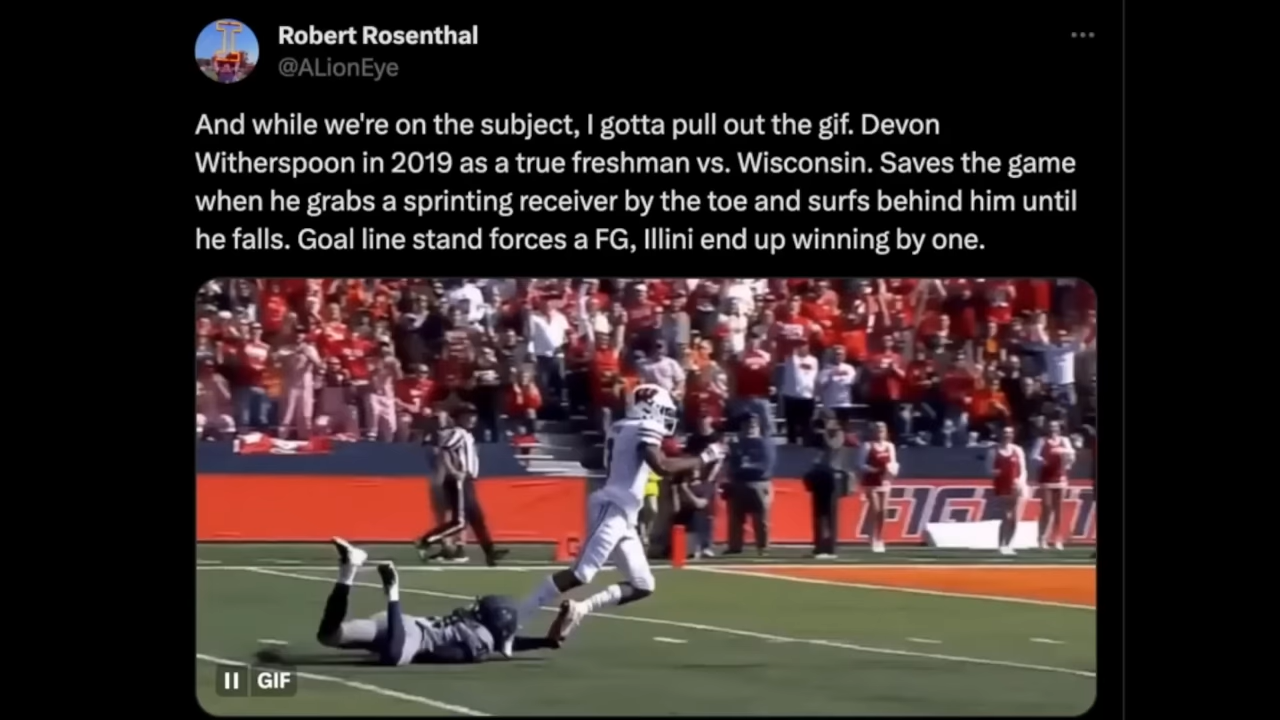 Robert Rosenthal
@ALionEye
And while we're on the subject, I gotta pull out the gif. Devon
Witherspoon in 2019 as a true freshman vs. Wisconsin. Saves the game
when he grabs a sprinting receiver by the toe and surfs behind him until
he falls. Goal line stand forces a FG, Illini end up winning by one.
FIGHT
GIF